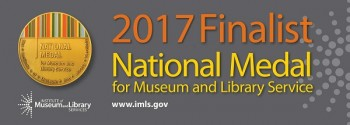 NATIONAL
MEDAL
2017 Finalist
National Medal
for Museum and Library Service
INSTITUTE of
Museum and Library
SERVICES
www.imls.gov